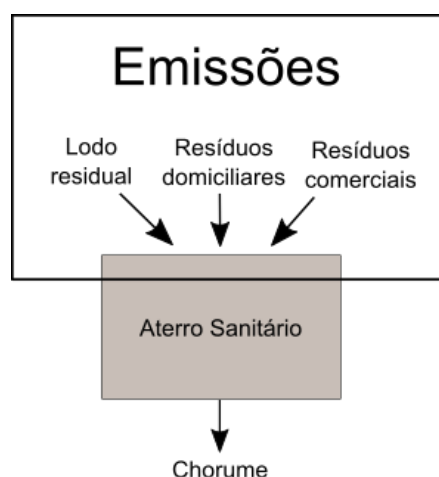 Emissões
Lodo
residual
Resíduos
domiciliares
Resíduos
comerciais
Aterro Sanitário
Chorume